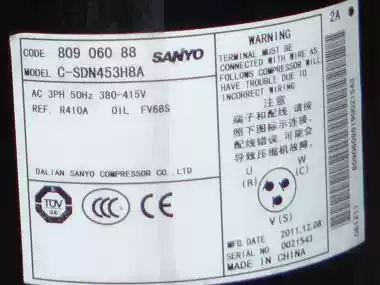 CODE 809 060 88 SANYO
MODEL C-SDN453H8A
AC 3PH 50Hz 380-415V
REF. R410A OIL FV68S
DALIAN SANYO COMPRESSOR CO., LTD.
TÜV
CCC
CE
WARNING
TERMINAL MUST BE
CONNECTED WITH WIRE AS
FOLLOWS COMPRESSOR WILL
HAVE TROUBLE DUE TO
INCORRECT WIRING
注意
端子和配线,请按
照下图标示连接,
配线错误,可能会
导致压缩机故障。
U
(R)
W
(C)
V(S)
MFG. DATE 2011.12.08
SERIAL NO. 0021543
MADE IN CHINA
2A
80906088190021543